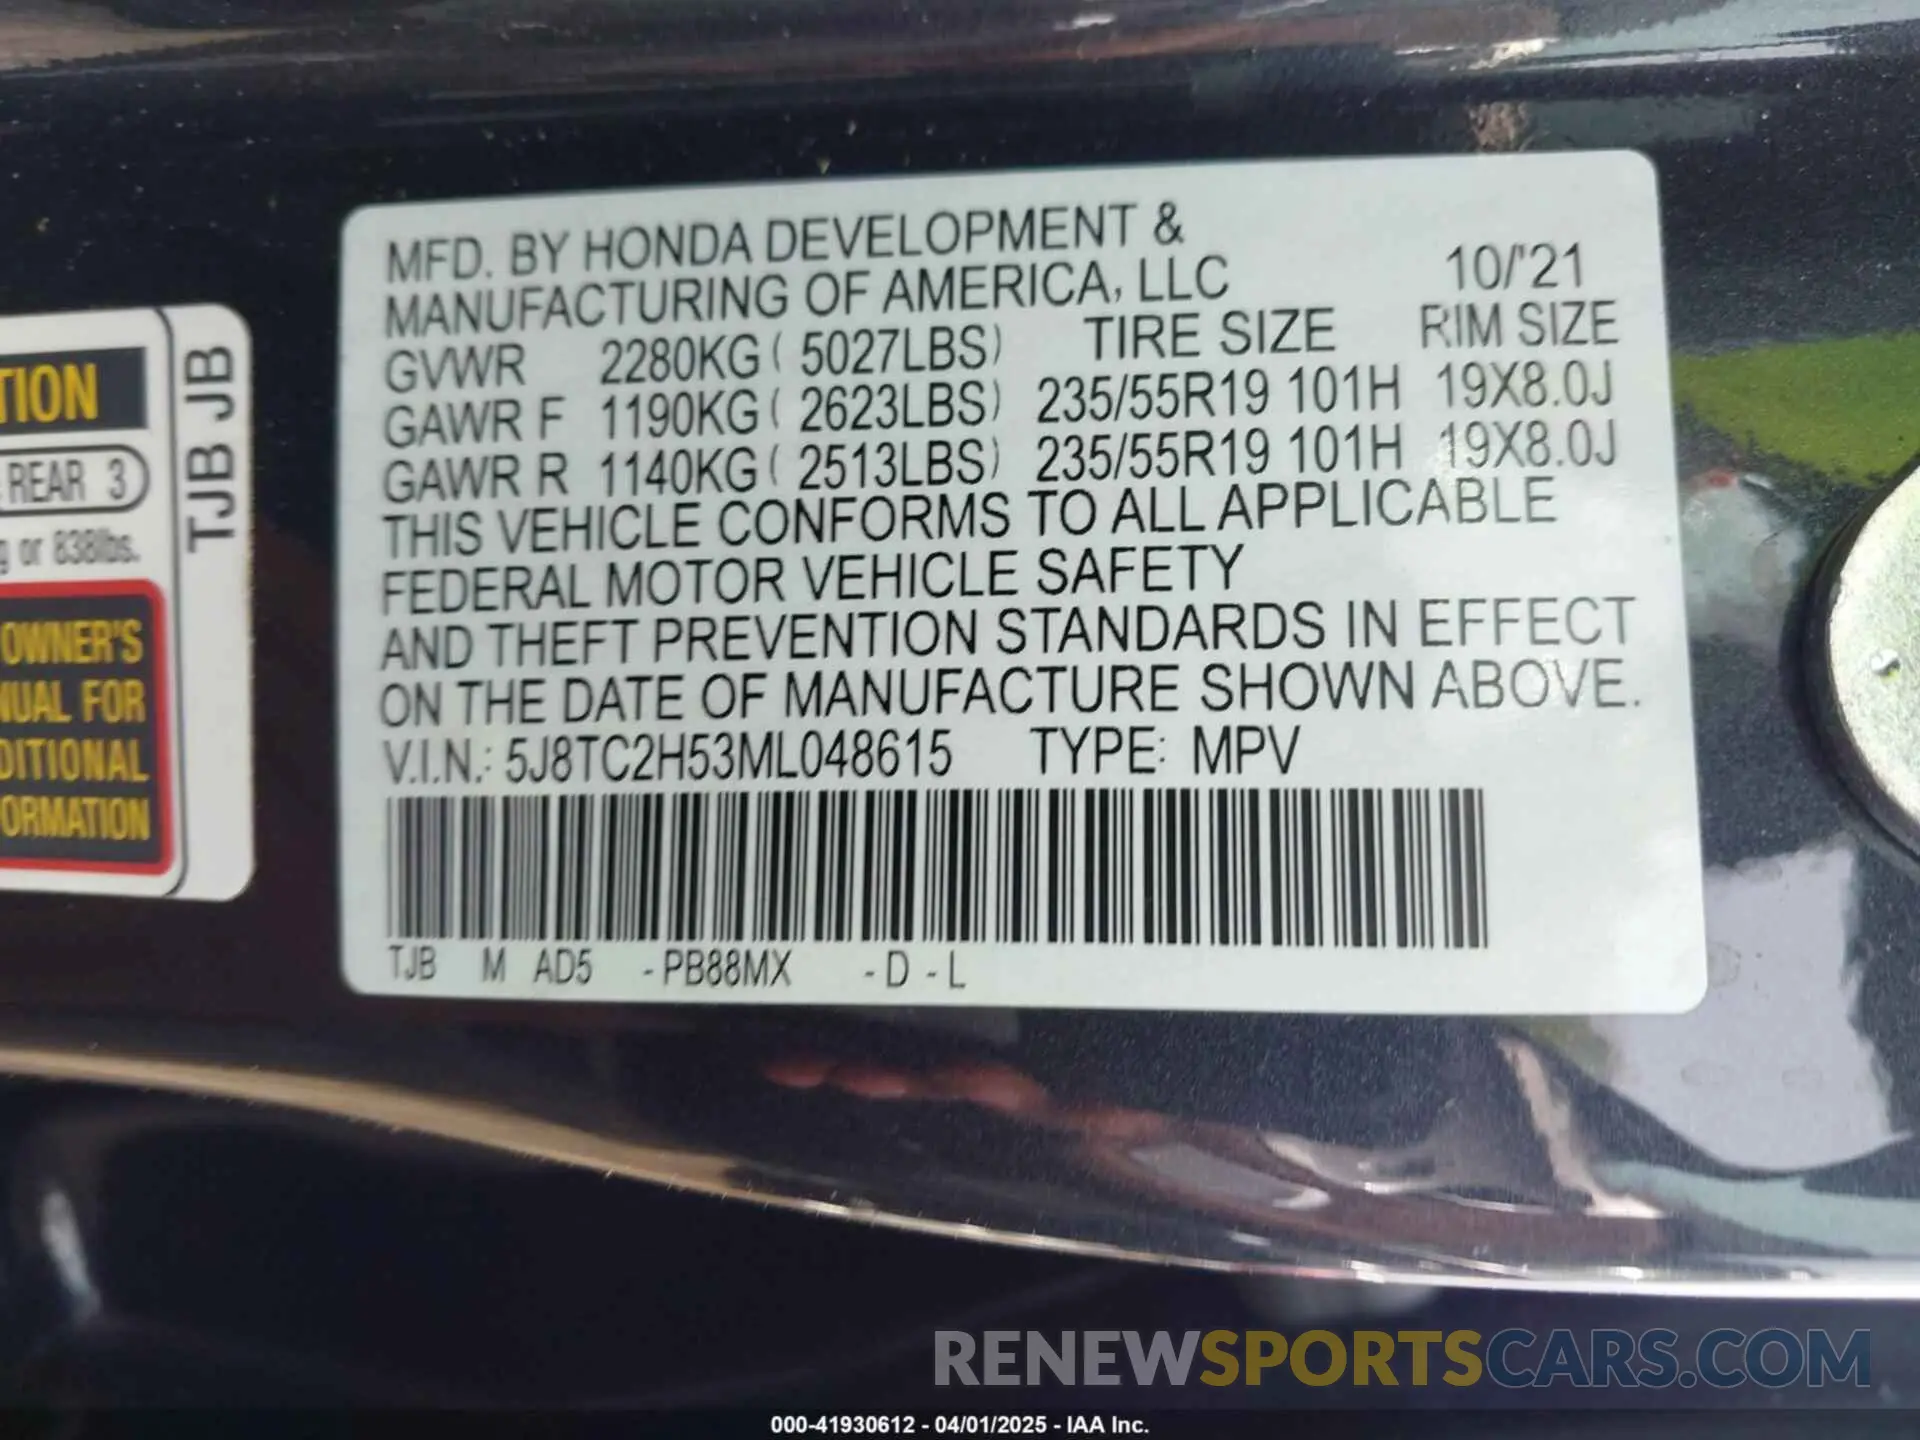 MFD. BY HONDA DEVELOPMENT &
MANUFACTURING OF AMERICA, LLC 10/'21
GVWR 2280KG ( 5027LBS) TIRE SIZE RIM SIZE
GAWR F 1190KG ( 2623LBS) 235/55R19 101H 19X8.0J
GAWR R 1140KG ( 2513LBS) 235/55R19 101H 19X8.0J
THIS VEHICLE CONFORMS TO ALL APPLICABLE
FEDERAL MOTOR VEHICLE SAFETY
AND THEFT PREVENTION STANDARDS IN EFFECT
ON THE DATE OF MANUFACTURE SHOWN ABOVE.
V.I.N.: 5J8TC2H53ML048615 TYPE: MPV
TJB M AD5 -PB88MX -D -L
TION
REAR 3
g or 838lbs.
OWNER'S
NUAL FOR
DITIONAL
ORMATION
TJB JB
RENEWSPORTSCARS.COM
000-41930612 - 04/01/2025 - IAA Inc.